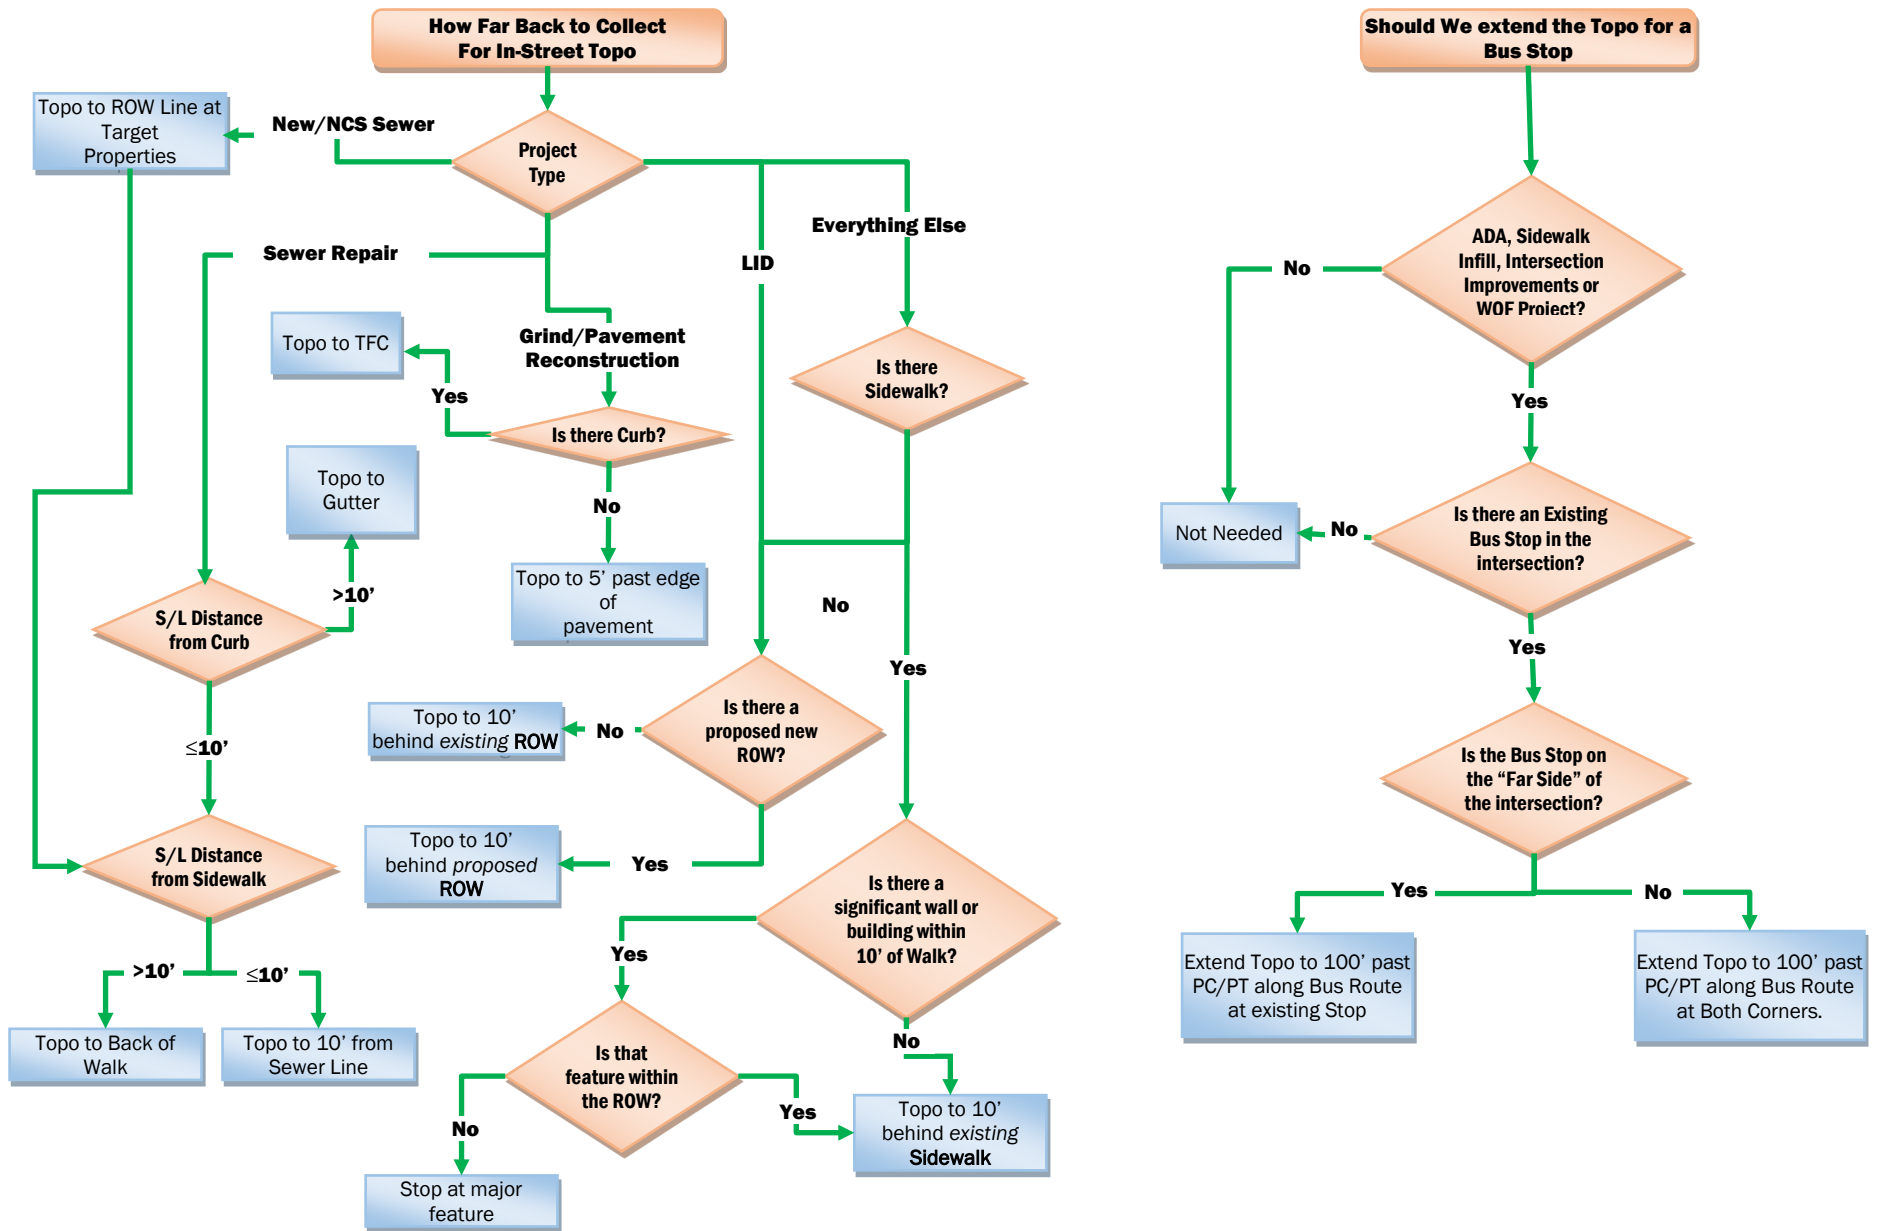 How Far Back to Collect
For In-Street Topo
Topo to ROW Line at
Target
Properties
New/NCS Sewer
Project
Type
Everything Else
Sewer Repair
LID
Topo to TFC
Grind/Pavement
Reconstruction
Is there
Sidewalk?
Yes
Is there Curb?
Topo to
Gutter
No
Topo to 5' past edge
of
pavement
>10'
S/L Distance
from Curb
No
Yes
Topo to 10'
behind existing ROW
No
Is there a
proposed new
ROW?
≤10'
Topo to 10'
behind proposed
ROW
Yes
S/L Distance
from Sidewalk
Is there a
significant wall or
building within
10' of Walk?
Yes
>10'
≤10'
Topo to Back of
Walk
Topo to 10' from
Sewer Line
No
Is that
feature within
the ROW?
Yes
No
Topo to 10'
behind existing
Sidewalk
Stop at major
feature
Should We extend the Topo for a
Bus Stop
ADA, Sidewalk
Infill, Intersection
Improvements or
WOF Project?
No
Yes
Not Needed
No
Is there an Existing
Bus Stop in the
intersection?
Yes
Is the Bus Stop on
the “Far Side” of
the intersection?
Yes
No
Extend Topo to 100' past
PC/PT along Bus Route
at existing Stop
Extend Topo to 100' past
PC/PT along Bus Route
at Both Corners.